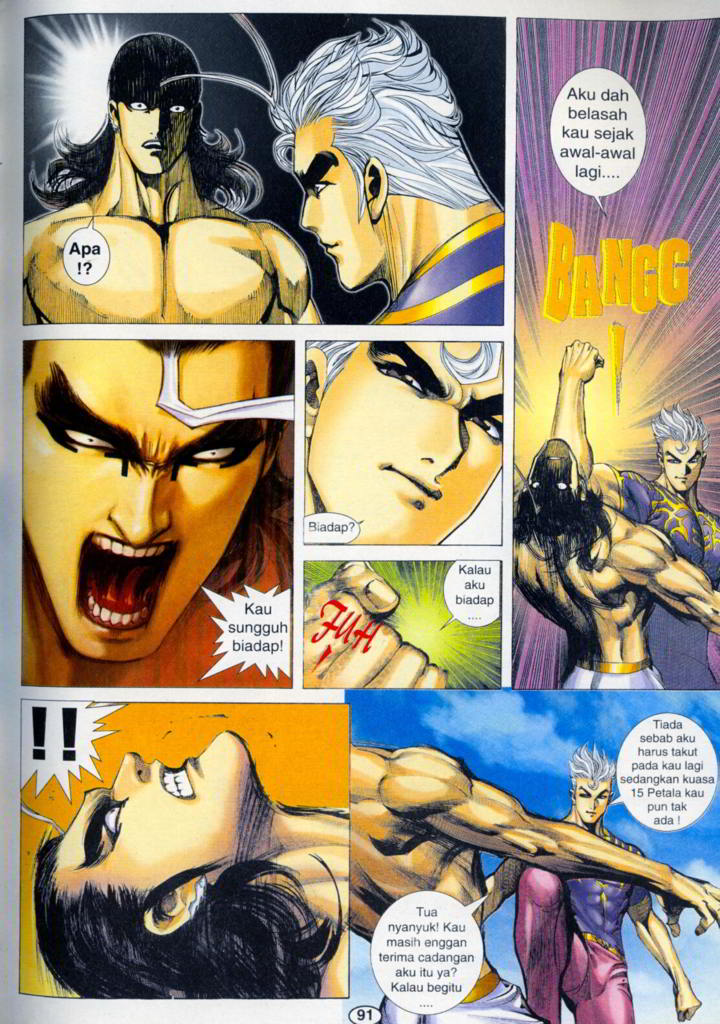 Apa
!?
Kau
sungguh
biadap!
Biadap?
FUH
!
Kalau
aku
biadap
....
Aku dah
belasah
kau sejak
awal-awal
lagi....
BANGG
!
!!
Tiada
sebab aku
harus takut
pada kau lagi
sedangkan kuasa
15 Petala kau
pun tak
ada !
Tua
nyanyuk! Kau
masih enggan
terima cadangan
aku itu ya?
Kalau begitu
....
91